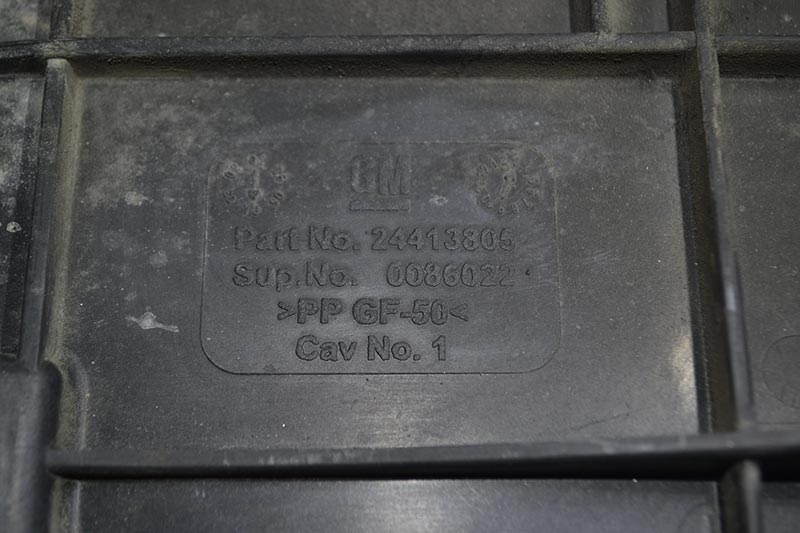 GM
Part No. 24413805
Sup.No. 0086022
>PP GF-50<
Cav No. 1